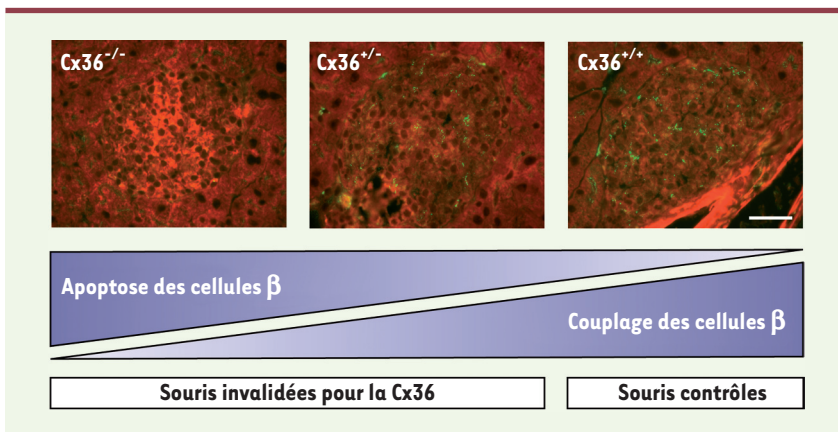 Cx36⁻/⁻
Cx36⁺/⁻
Cx36⁺/⁺
Apoptose des cellules β
Couplage des cellules β
Souris invalidées pour la Cx36
Souris contrôles